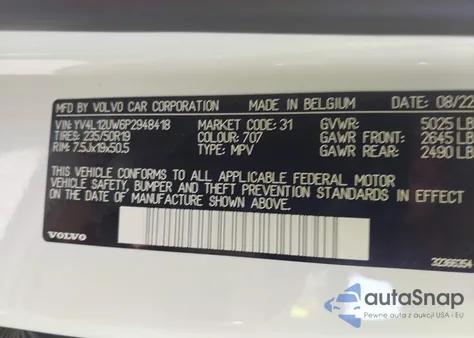 MFD BY VOLVO CAR CORPORATION MADE IN BELGIUM DATE: 08/22
VIN:YV4L12UW6P2948418 MARKET CODE: 31 GVWR: 5025 LB
TIRES: 235/50R19 COLOUR: 707 GAWR FRONT: 2645 LB
RIM: 7.5Jx19x50.5 TYPE: MPV GAWR REAR: 2490 LB
THIS VEHICLE CONFORMS TO ALL APPLICABLE FEDERAL MOTOR
VEHICLE SAFETY, BUMPER AND THEFT PREVENTION STANDARDS IN EFFECT
ON THE DATE OF MANUFACTURE SHOWN ABOVE.
VOLVO 32386354
autoSnap
Pewne auta z aukcji USA i EU